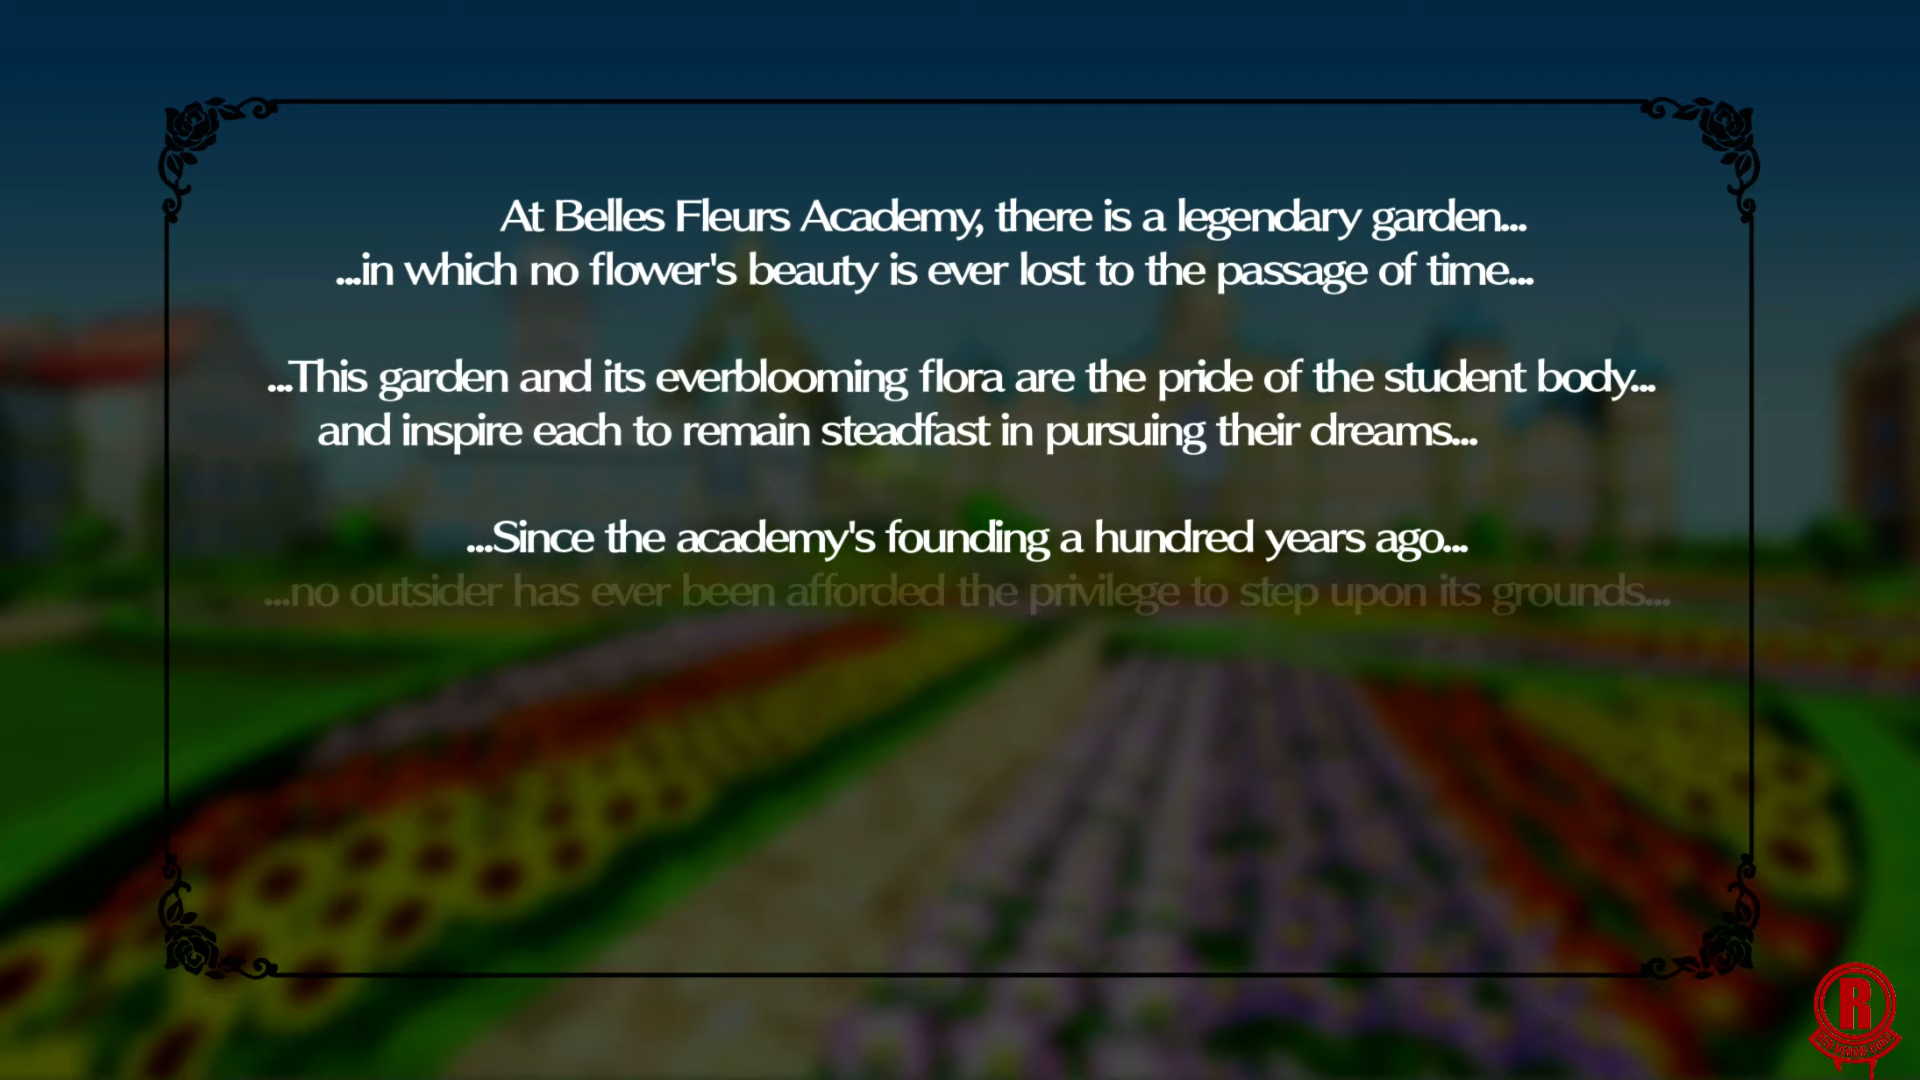 At Belles Fleurs Academy, there is a legendary garden...
...in which no flower's beauty is ever lost to the passage of time...
...This garden and its everblooming flora are the pride of the student body...
and inspire each to remain steadfast in pursuing their dreams...
...Since the academy's founding a hundred years ago...
...no outsider has ever been afforded the privilege to step upon its grounds...
R